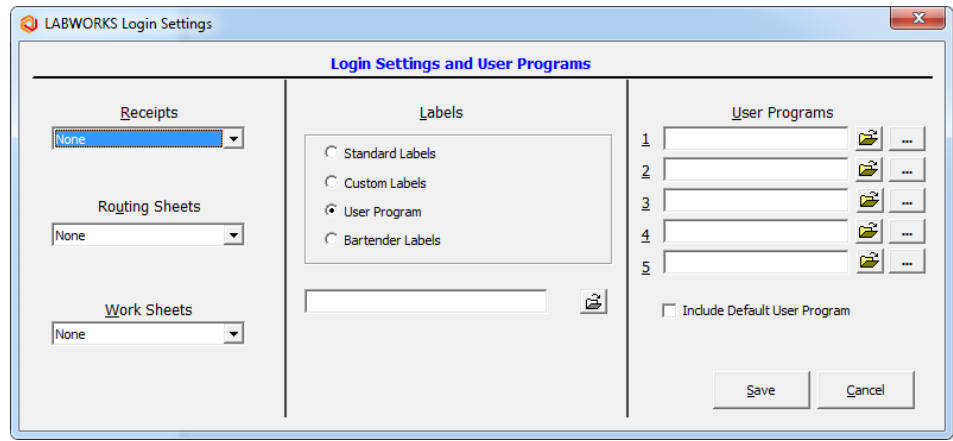 LABWORKS Login Settings
x
Login Settings and User Programs
Receipts
None
Routing Sheets
None
Work Sheets
None
Labels
Standard Labels
Custom Labels
User Program
Bartender Labels
User Programs
1 ...
2 ...
3 ...
4 ...
5 ...
Include Default User Program
Save Cancel